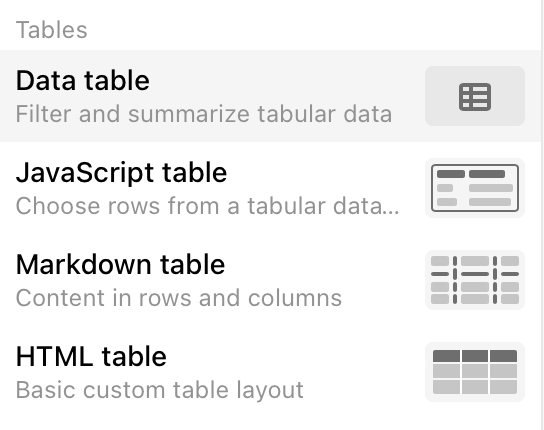 Tables
Data table
Filter and summarize tabular data
JavaScript table
Choose rows from a tabular data...
Markdown table
Content in rows and columns
HTML table
Basic custom table layout